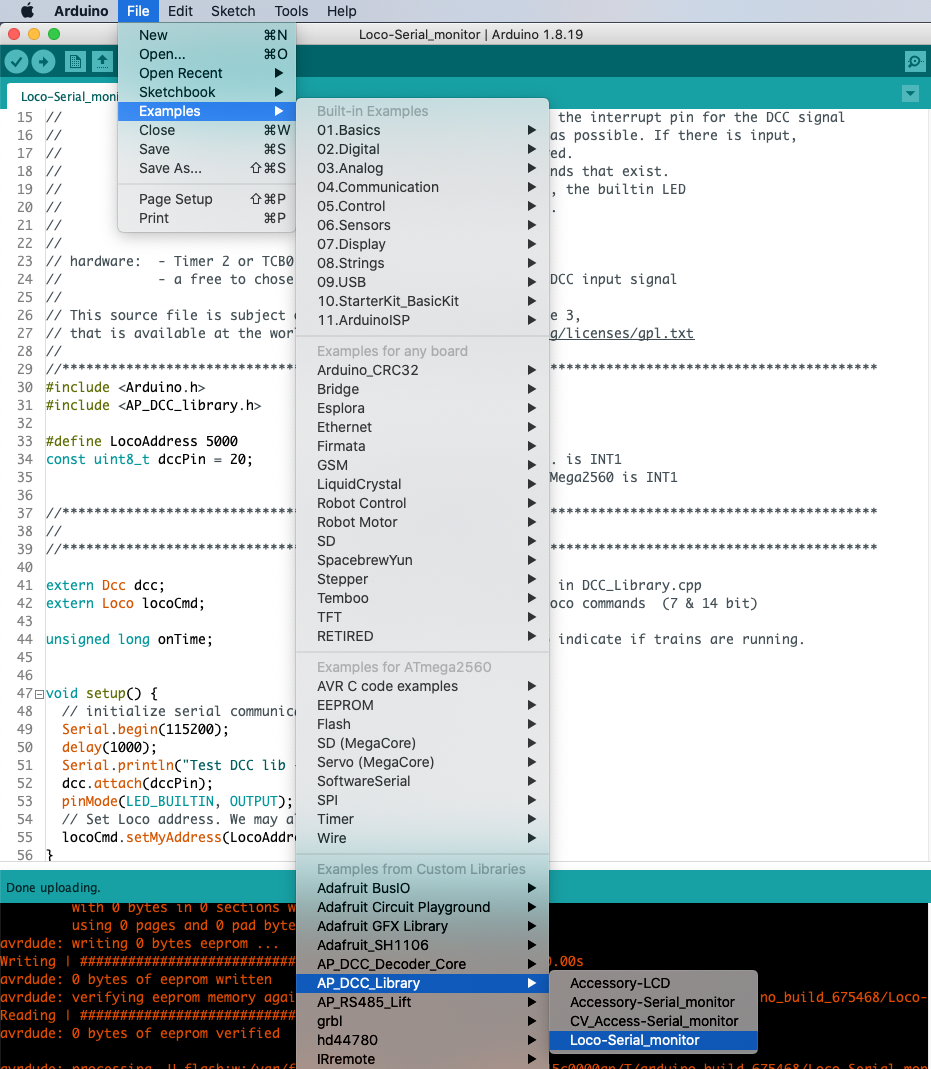 Arduino File Edit Sketch Tools Help
Loco-Serial_monitor | Arduino 1.8.19
New ⌘N
Open... ⌘O
Open Recent ▶
Sketchbook ▶
Examples ▶
Close ⌘W
Save ⌘S
Save As... ⇧⌘S
Page Setup ⇧⌘P
Print ⌘P
Loco-Serial_moni
Built-in Examples
01.Basics
02.Digital
03.Analog
04.Communication
05.Control
06.Sensors
07.Display
08.Strings
09.USB
10.StarterKit_BasicKit
11.ArduinoISP
Examples for any board
Arduino_CRC32
Bridge
Esplora
Ethernet
Firmata
GSM
LiquidCrystal
Robot Control
Robot Motor
SD
SpacebrewYun
Stepper
Temboo
TFT
RETIRED
Examples for ATmega2560
AVR C code examples
EEPROM
Flash
SD (MegaCore)
Servo (MegaCore)
SoftwareSerial
SPI
Timer
Wire
Examples from Custom Libraries
Adafruit BusIO
Adafruit Circuit Playground
Adafruit GFX Library
Adafruit_SH1106
AP_DCC_Decoder_Core
AP_DCC_Library
AP_RS485_Lift
grbl
hd44780
IRremote
Accessory-LCD
Accessory-Serial_monitor
CV_Access-Serial_monitor
Loco-Serial_monitor
15 // the interrupt pin for the DCC signal
16 // as possible. If there is input,
17 // ed.
18 // nds that exist.
19 // , the builtin LED
20 // .
21 //
22 //
23 // hardware: - Timer 2 or TCB0
24 // - a free to chose DCC input signal
25 //
26 // This source file is subject e 3,
27 // that is available at the worl g/licenses/gpl.txt
28 //
29 //***************************** *****************************************
30 #include <Arduino.h>
31 #include <AP_DCC_library.h>
32
33 #define LocoAddress 5000
34 const uint8_t dccPin = 20; . is INT1
35 Mega2560 is INT1
36
37 //***************************** *****************************************
38 //
39 //***************************** *****************************************
40
41 extern Dcc dcc; in DCC_Library.cpp
42 extern Loco locoCmd; oco commands (7 & 14 bit)
43
44 unsigned long onTime; indicate if trains are running.
45
46
47 void setup() {
48 // initialize serial communica
49 Serial.begin(115200);
50 delay(1000);
51 Serial.println("Test DCC lib
52 dcc.attach(dccPin);
53 pinMode(LED_BUILTIN, OUTPUT);
54 // Set Loco address. We may a
55 locoCmd.setMyAddress(LocoAddre
56 }
Done uploading.
with 0 bytes in 0 sections w
using 0 pages and 0 pad byte
avrdude: writing 0 bytes eeprom ...
Writing | ########################### 0.00s
avrdude: 0 bytes of eeprom written
avrdude: verifying eeprom memory agai no_build_675468/Loco-
Reading | ###########################
avrdude: 0 bytes of eeprom verified